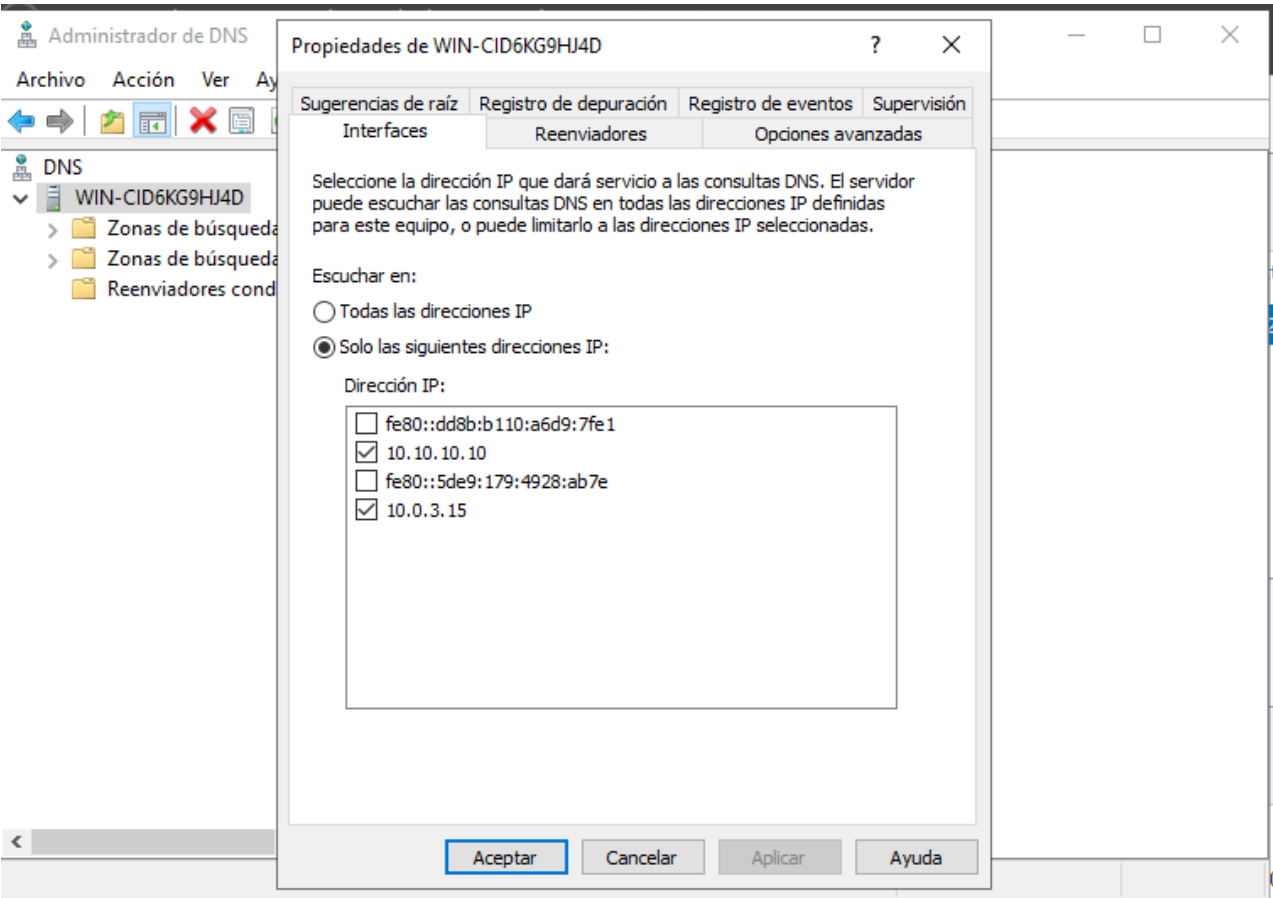 Administrador de DNS
Archivo Acción Ver Ay
DNS
WIN-CID6KG9HJ4D
Zonas de búsqueda
Zonas de búsqueda
Reenviadores cond
Propiedades de WIN-CID6KG9HJ4D
Sugerencias de raíz Registro de depuración Registro de eventos Supervisión
Interfaces Reenviadores Opciones avanzadas
Seleccione la dirección IP que dará servicio a las consultas DNS. El servidor
puede escuchar las consultas DNS en todas las direcciones IP definidas
para este equipo, o puede limitarlo a las direcciones IP seleccionadas.
Escuchar en:
Todas las direcciones IP
Solo las siguientes direcciones IP:
Dirección IP:
fe80::dd8b:b110:a6d9:7fe1
10.10.10.10
fe80::5de9:179:4928:ab7e
10.0.3.15
Aceptar Cancelar Aplicar Ayuda